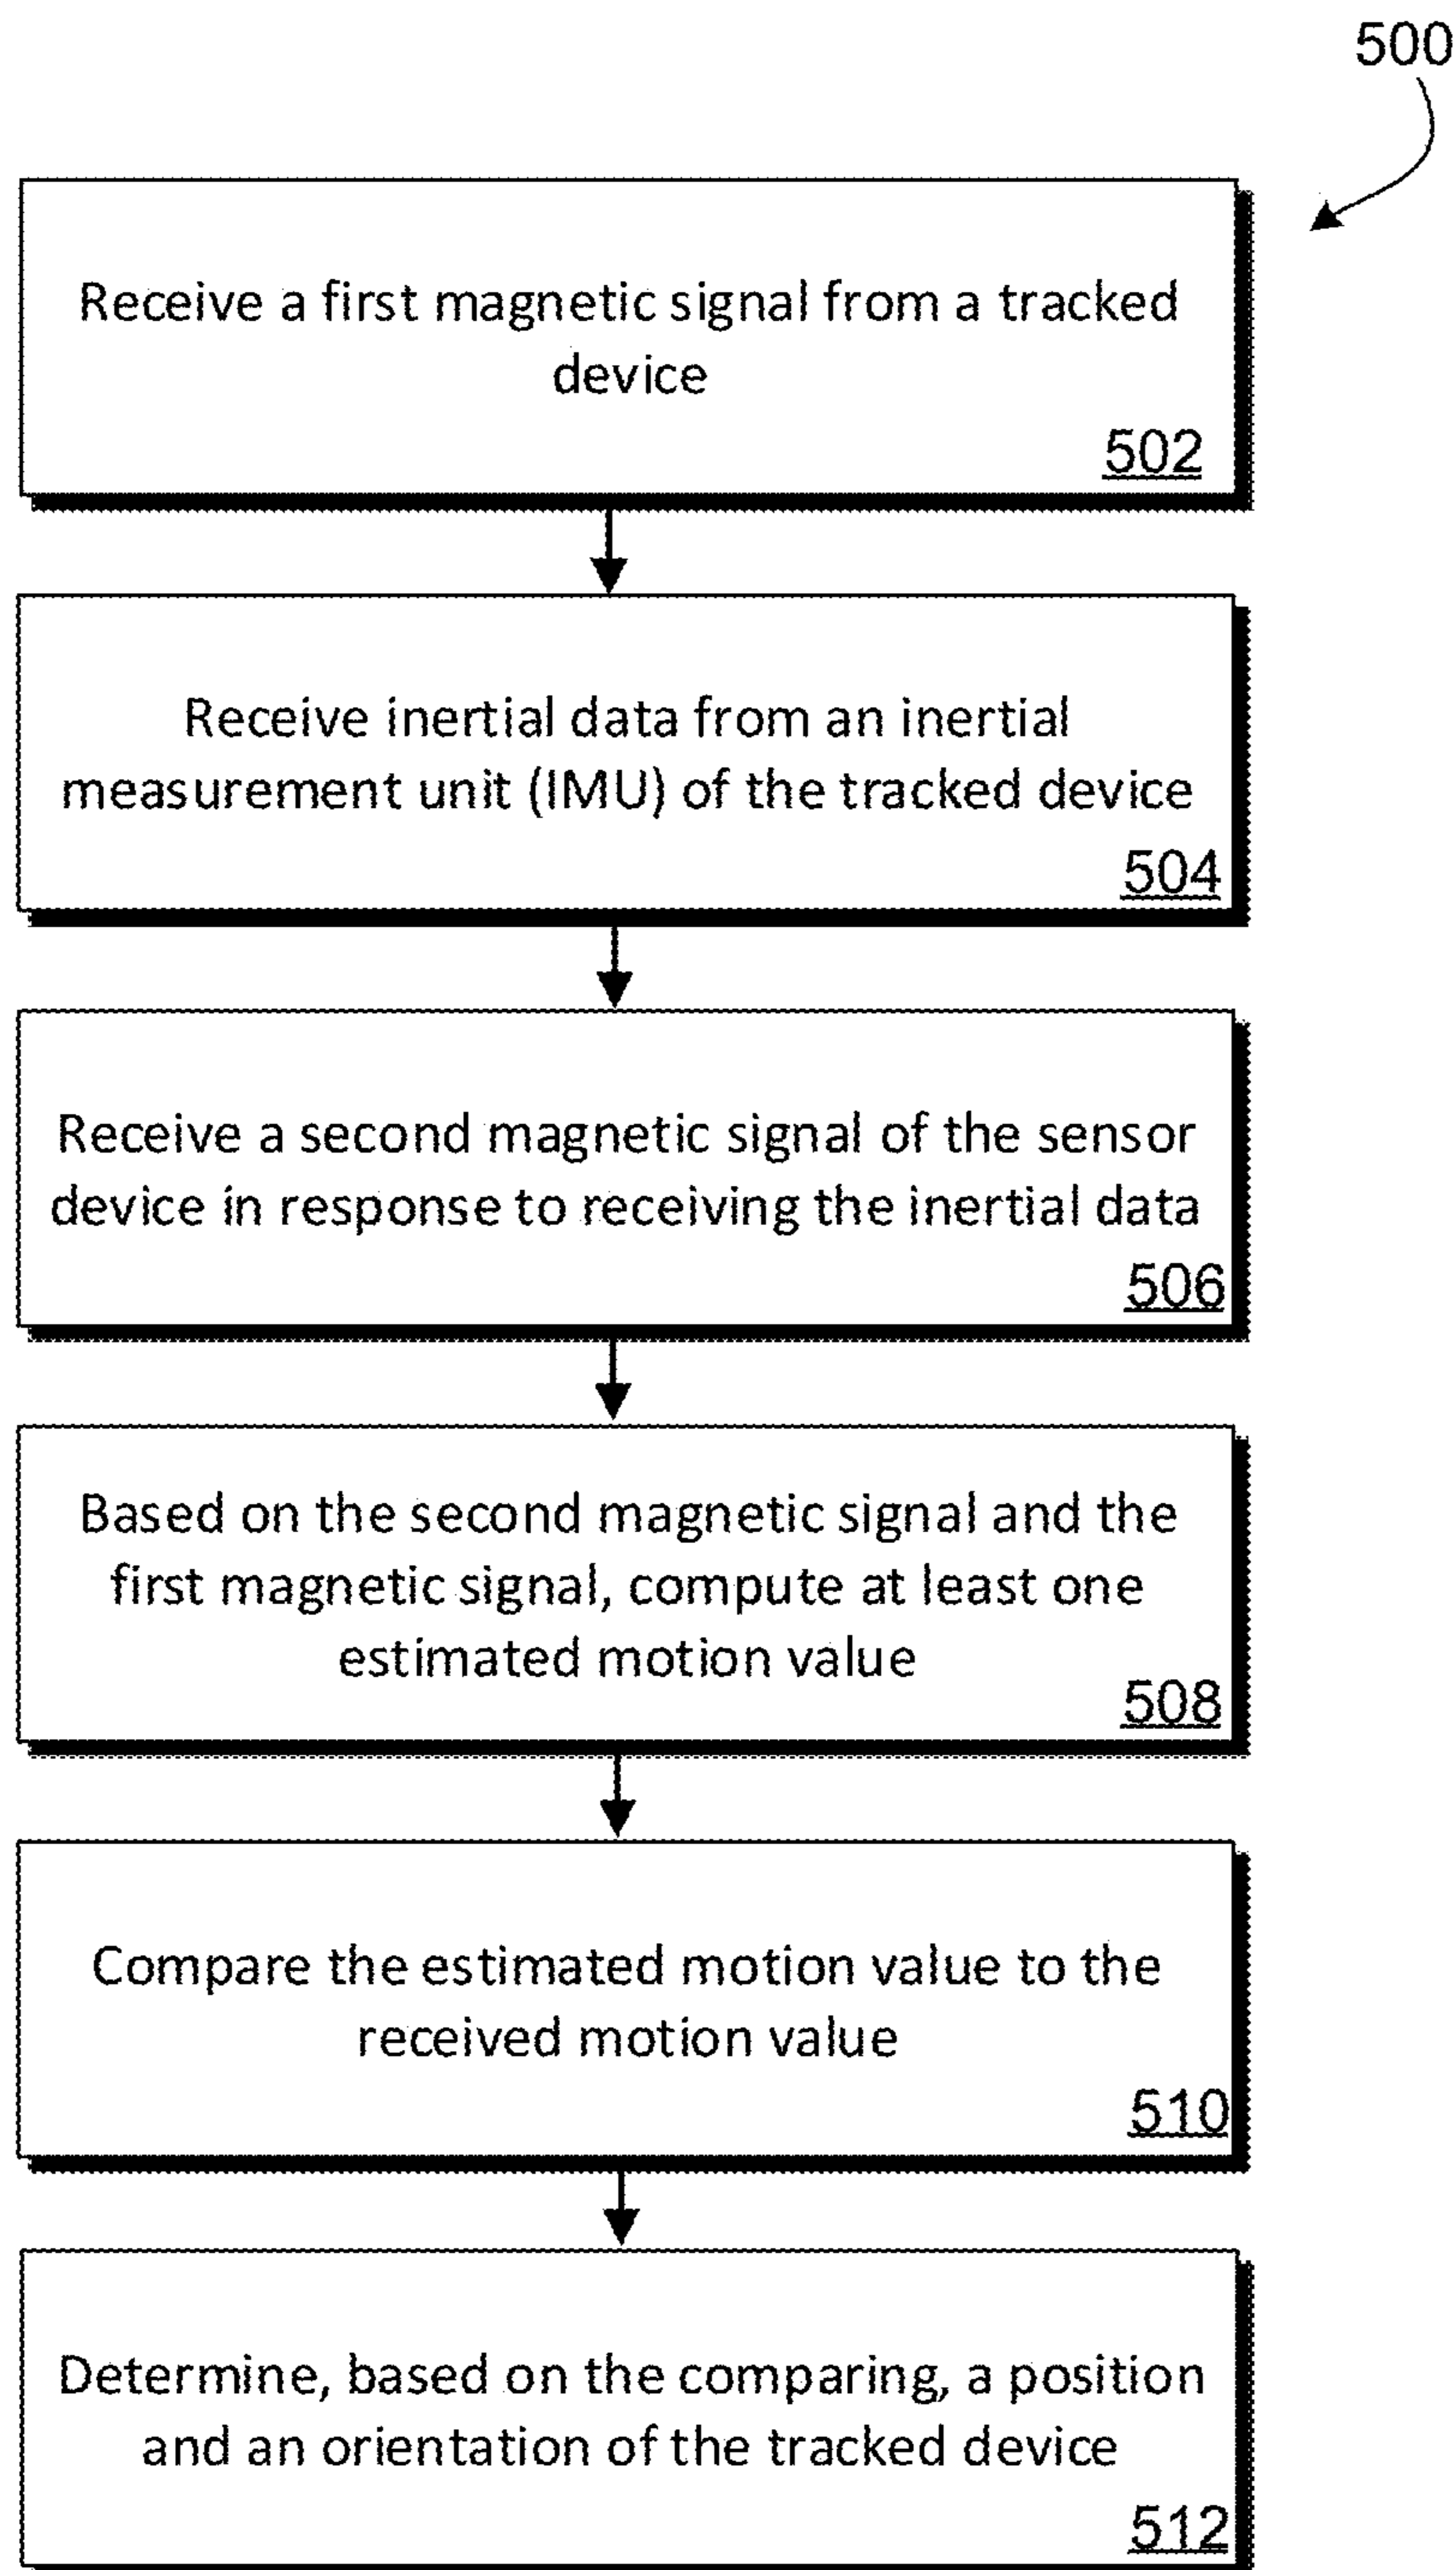 500
Receive a first magnetic signal from a tracked
device
502
Receive inertial data from an inertial
measurement unit (IMU) of the tracked device
504
Receive a second magnetic signal of the sensor
device in response to receiving the inertial data
506
Based on the second magnetic signal and the
first magnetic signal, compute at least one
estimated motion value
508
Compare the estimated motion value to the
received motion value
510
Determine, based on the comparing, a position
and an orientation of the tracked device
512